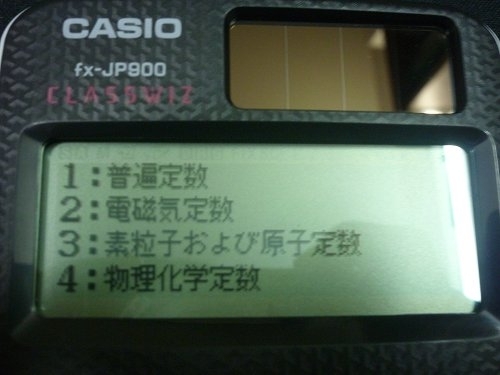 CASIO
fx-JP900
CLASSWIZ
1:普遍定数
2:電磁気定数
3:素粒子および原子定数
4:物理化学定数